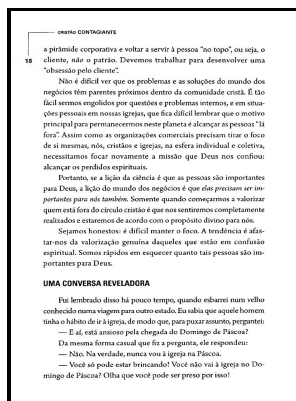 CRISTÃO CONTAGIANTE
18
a pirâmide corporativa e voltar a servir à pessoa "no topo", ou seja, o
cliente, não o patrão. Devemos trabalhar para desenvolver uma
"obsessão pelo cliente".
Não é difícil ver que os problemas e as soluções do mundo dos
negócios têm parentes próximos dentro da comunidade cristã. É tão
fácil sermos engolidos por questões e problemas internos, e em situa-
ções pessoais em nossas igrejas, que fica difícil lembrar que o motivo
principal para permanecermos neste planeta é alcançar as pessoas "lá
fora". Assim como as organizações comerciais precisam tirar o foco
de si mesmas, nós, cristãos e igrejas, na esfera individual e coletiva,
necessitamos focar novamente a missão que Deus nos confiou:
alcançar os perdidos espirituais.
Portanto, se a lição da ciência é que as pessoas são importantes
para Deus, a lição do mundo dos negócios é que elas precisam ser im-
portantes para nós também. Somente quando começarmos a valorizar
quem está fora do círculo cristão é que nos sentiremos completamente
realizados e estaremos de acordo com o propósito divino para nós.
Sejamos honestos: é difícil manter o foco. A tendência é afas-
tar-nos da valorização genuína daqueles que estão em confusão
espiritual. Somos rápidos em esquecer quanto tais pessoas são im-
portantes para Deus.
UMA CONVERSA REVELADORA
Fui lembrado disso há pouco tempo, quando esbarrei num velho
conhecido numa viagem para outro estado. Eu sabia que aquele homem
tinha o hábito de ir à igreja, de modo que, para puxar assunto, perguntei:
— E aí, está ansioso pela chegada do Domingo de Páscoa?
Da mesma forma casual que fiz a pergunta, ele respondeu:
— Não. Na verdade, nunca vou à igreja na Páscoa.
— Você só pode estar brincando! Você não vai à igreja no Do-
mingo de Páscoa? Olha que você pode ser preso por isso!